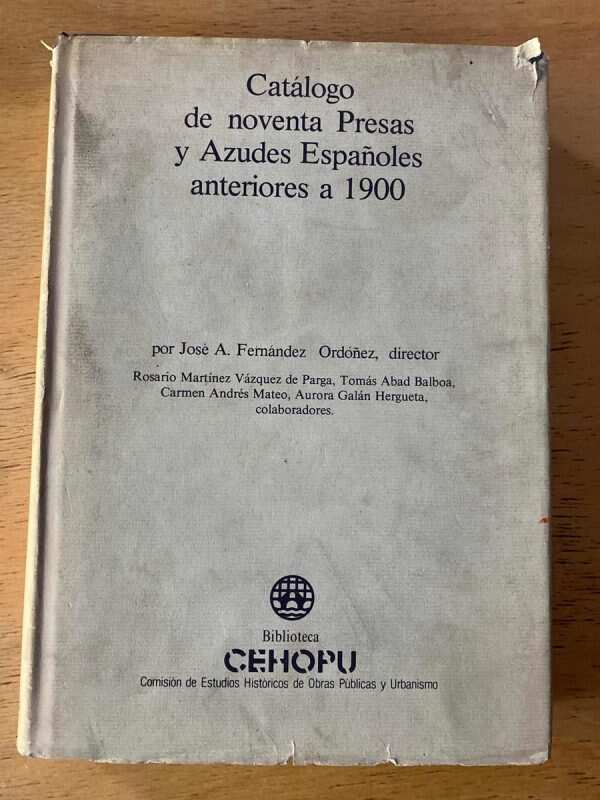 Catálogo
de noventa Presas
y Azudes Españoles
anteriores a 1900
por José A. Fernández Ordóñez, director
Rosario Martínez Vázquez de Parga, Tomás Abad Balboa,
Carmen Andrés Mateo, Aurora Galán Hergueta,
colaboradores.
Biblioteca
CEHOPU
Comisión de Estudios Históricos de Obras Públicas y Urbanismo